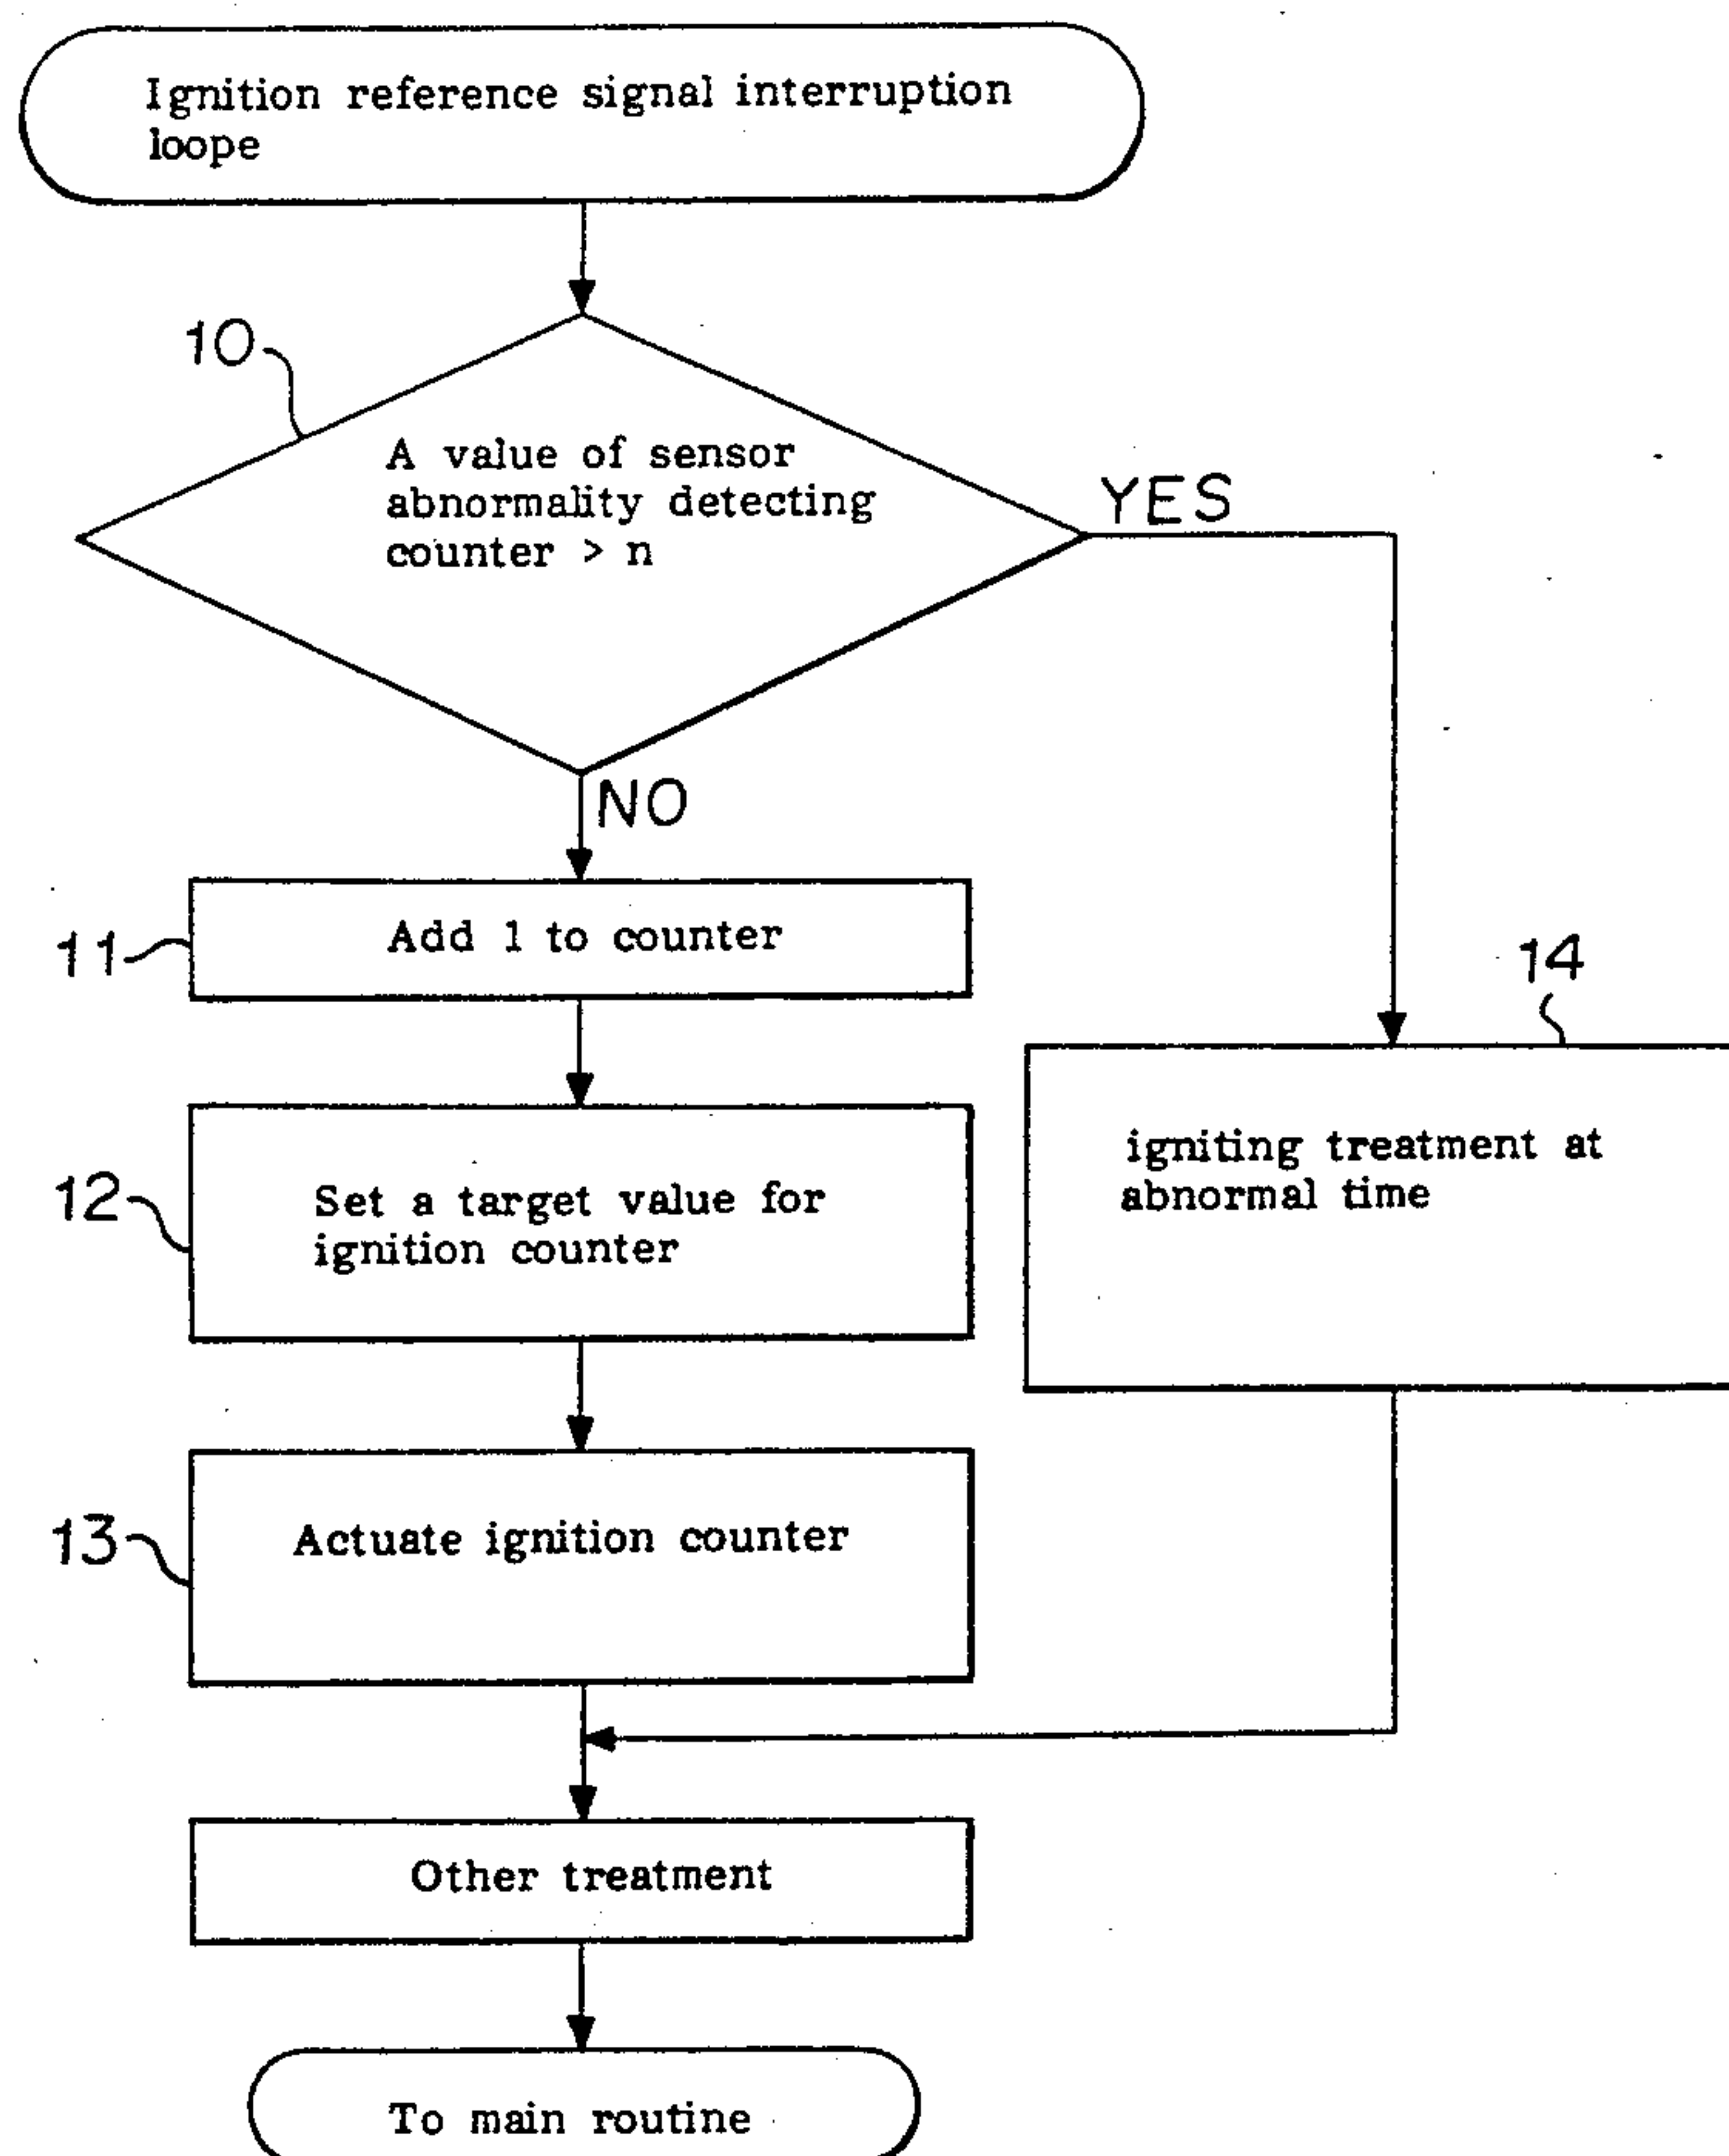 Ignition reference signal interruption
loope
10
A value of sensor
abnormality detecting
counter > n
YES
NO
11
Add 1 to counter
14
igniting treatment at
abnormal time
12
Set a target value for
ignition counter
13
Actuate ignition counter
Other treatment
To main routine